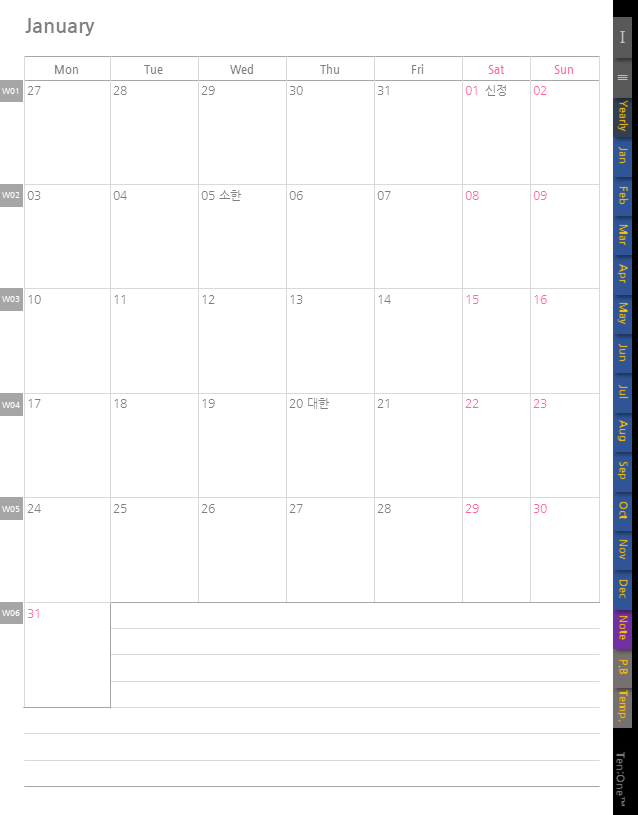 January
Mon Tue Wed Thu Fri Sat Sun
W01 27 28 29 30 31 01 신정 02
W02 03 04 05 소한 06 07 08 09
W03 10 11 12 13 14 15 16
W04 17 18 19 20 대한 21 22 23
W05 24 25 26 27 28 29 30
W06 31
I
≡
Yearly
Jan
Feb
Mar
Apr
May
Jun
Jul
Aug
Sep
Oct
Nov
Dec
Note
P.B
Temp.
Ten:One™